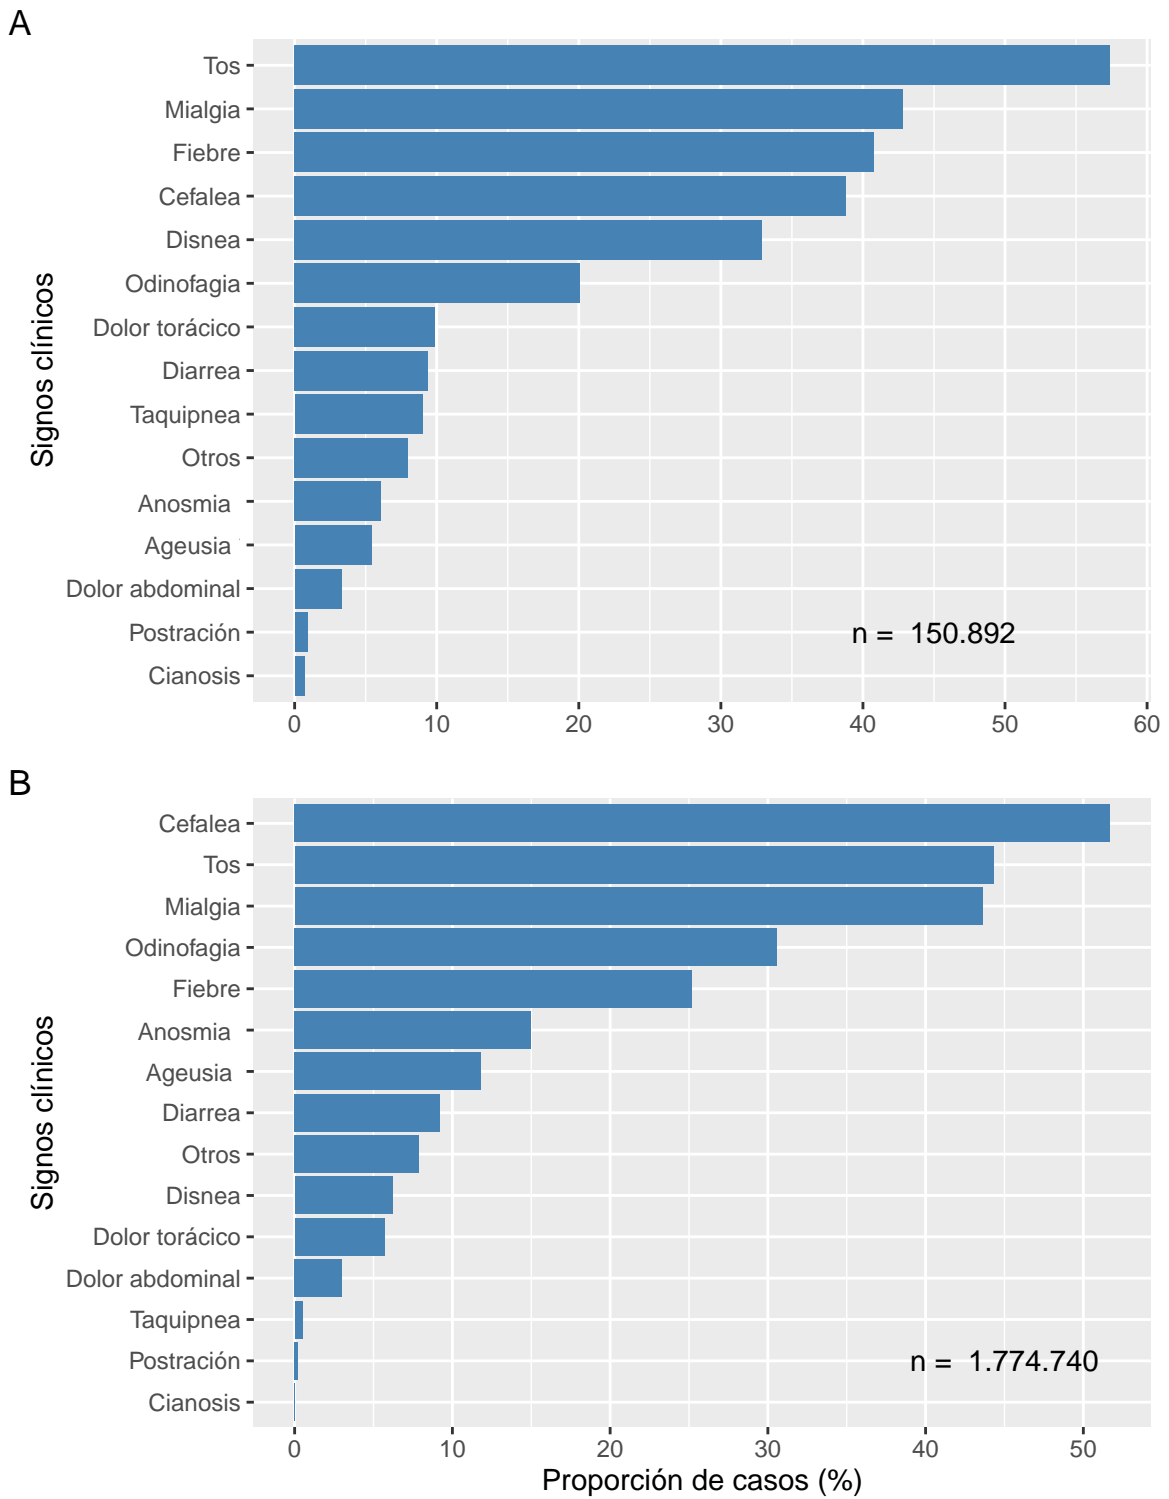 A
Signos clínicos
Tos
Mialgia
Fiebre
Cefalea
Disnea
Odinofagia
Dolor torácico
Diarrea
Taquipnea
Otros
Anosmia
Ageusia
Dolor abdominal
Postración
Cianosis
n = 150.892
0 10 20 30 40 50 60
B
Signos clínicos
Cefalea
Tos
Mialgia
Odinofagia
Fiebre
Anosmia
Ageusia
Diarrea
Otros
Disnea
Dolor torácico
Dolor abdominal
Taquipnea
Postración
Cianosis
n = 1.774.740
0 10 20 30 40 50
Proporción de casos (%)